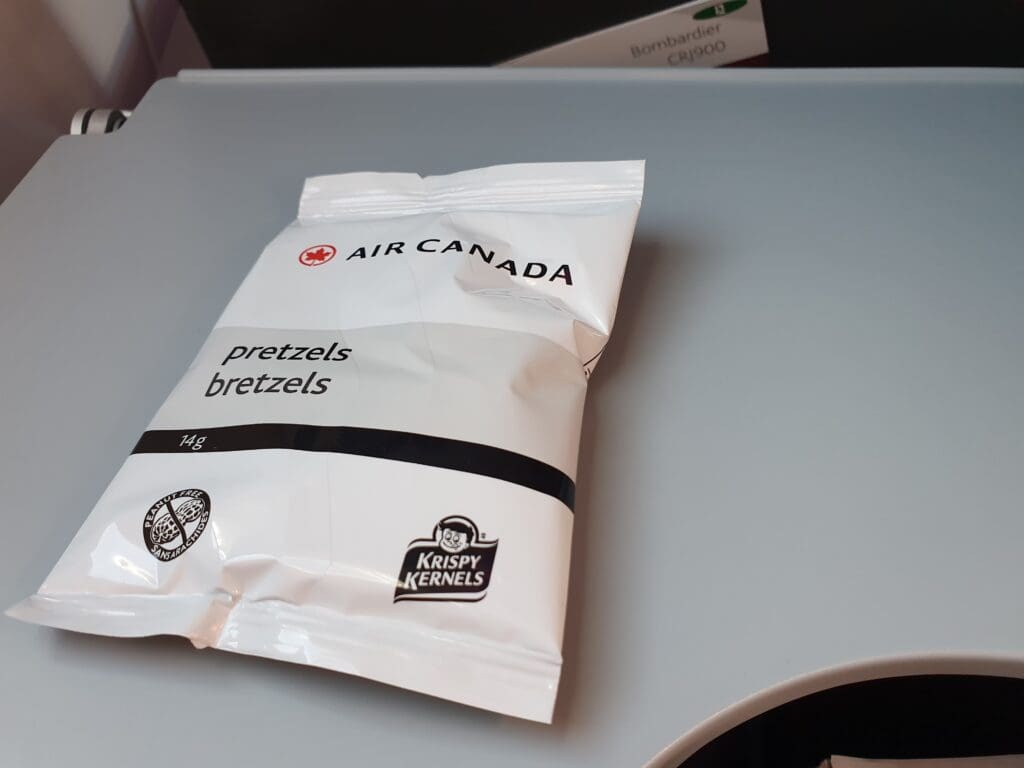 Bombardier
CRJ900
AIR CANADA
pretzels
bretzels
14g
PEANUT FREE
SANS ARACHIDES
KRISPY
KERNELS